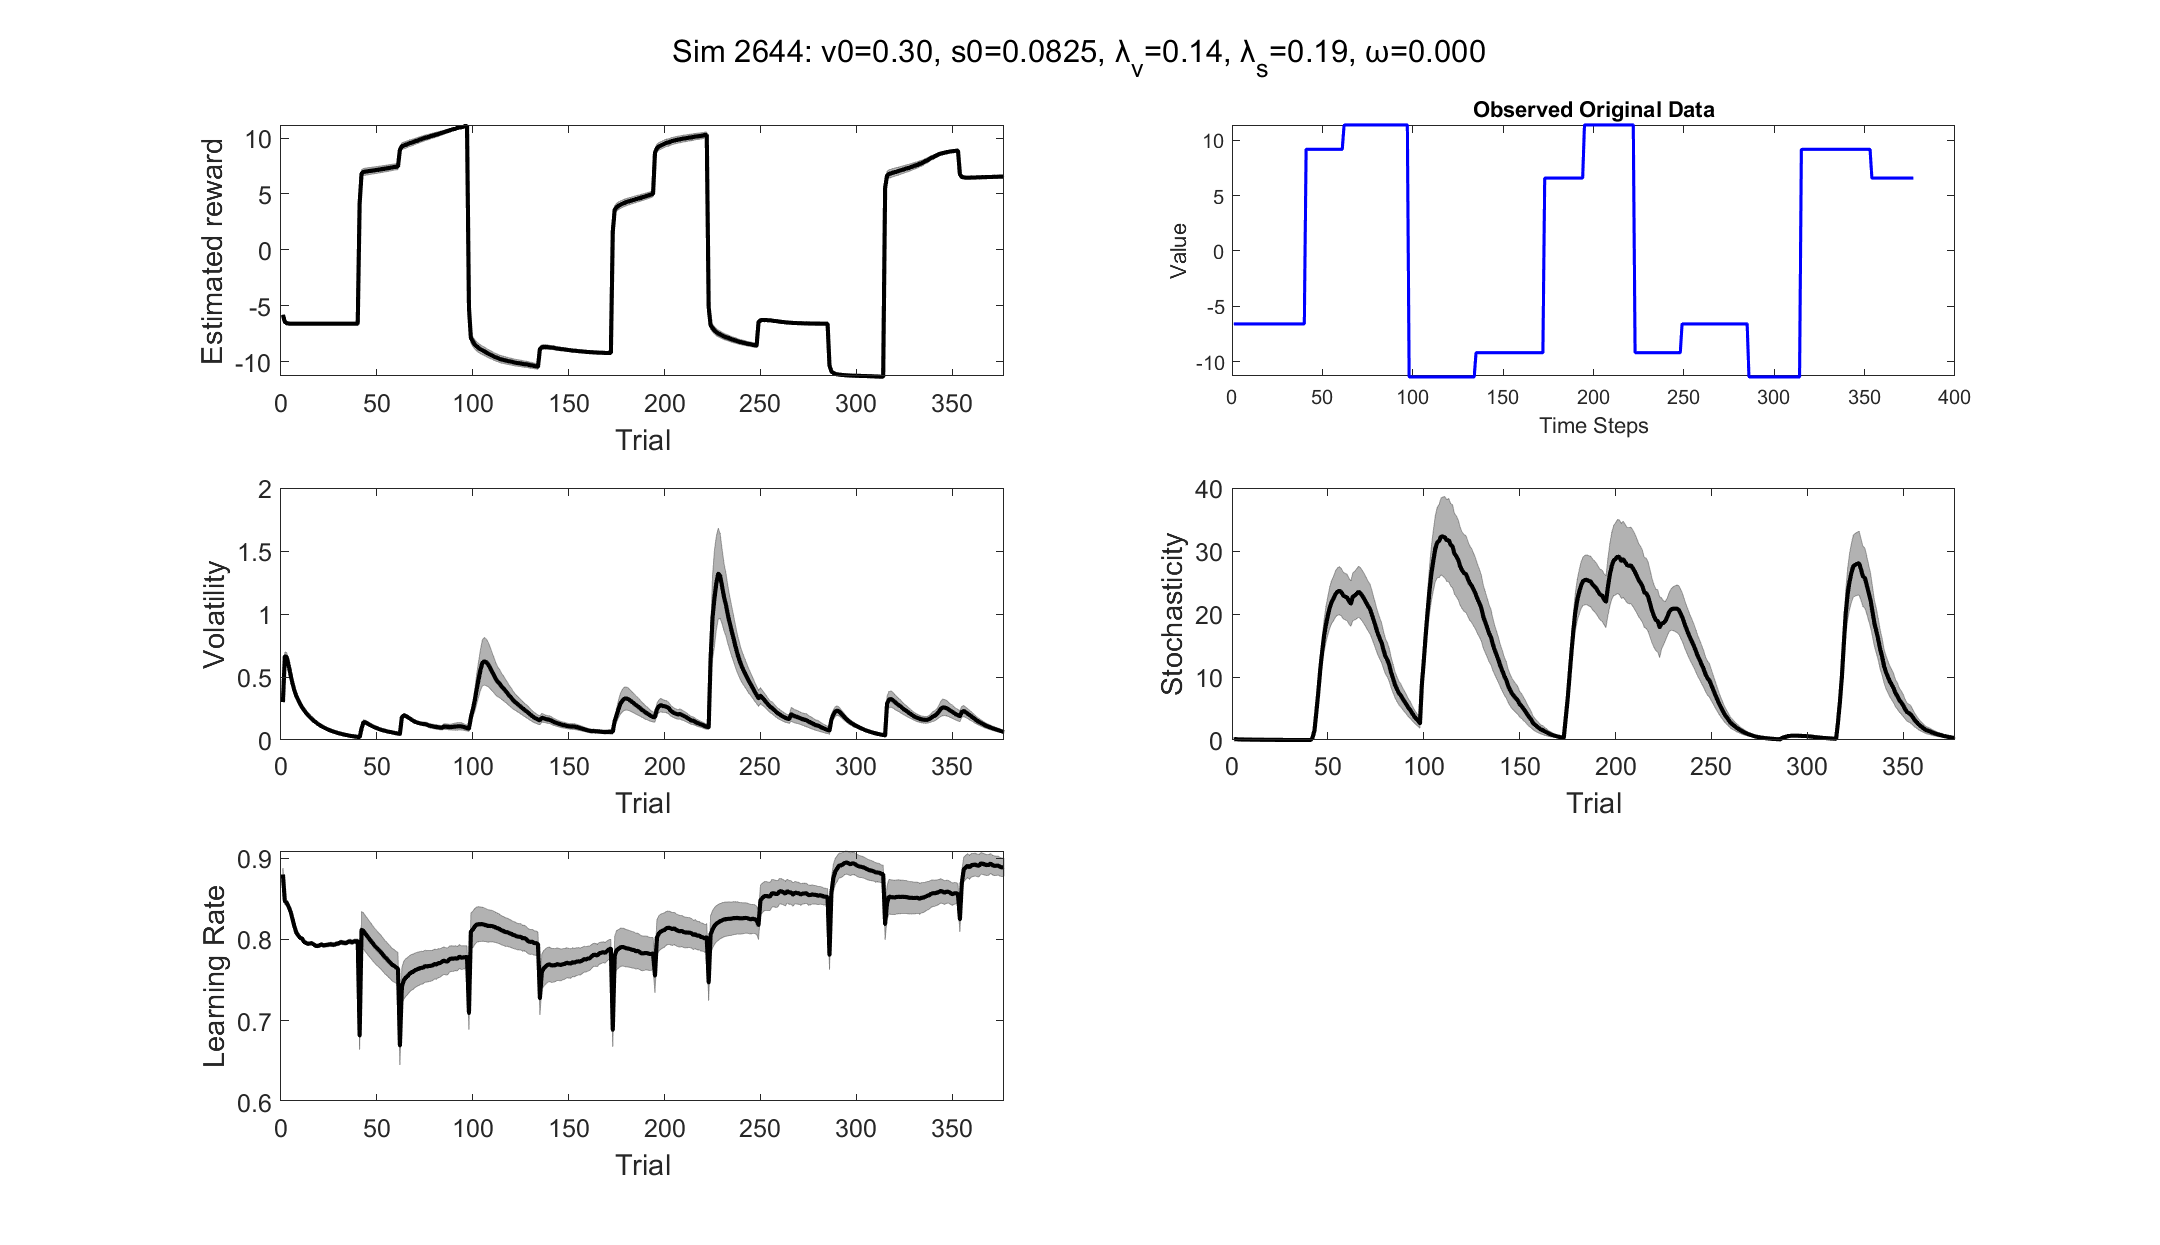 Sim 2644: v0=0.30, s0=0.0825, λ_v=0.14, λ_s=0.19, ω=0.000
Estimated reward
10
5
0
-5
-10
0 50 100 150 200 250 300 350
Trial
Observed Original Data
Value
10
5
0
-5
-10
0 50 100 150 200 250 300 350 400
Time Steps
Volatility
2
1.5
1
0.5
0
0 50 100 150 200 250 300 350
Trial
Stochasticity
40
30
20
10
0
0 50 100 150 200 250 300 350
Trial
Learning Rate
0.9
0.8
0.7
0.6
0 50 100 150 200 250 300 350
Trial